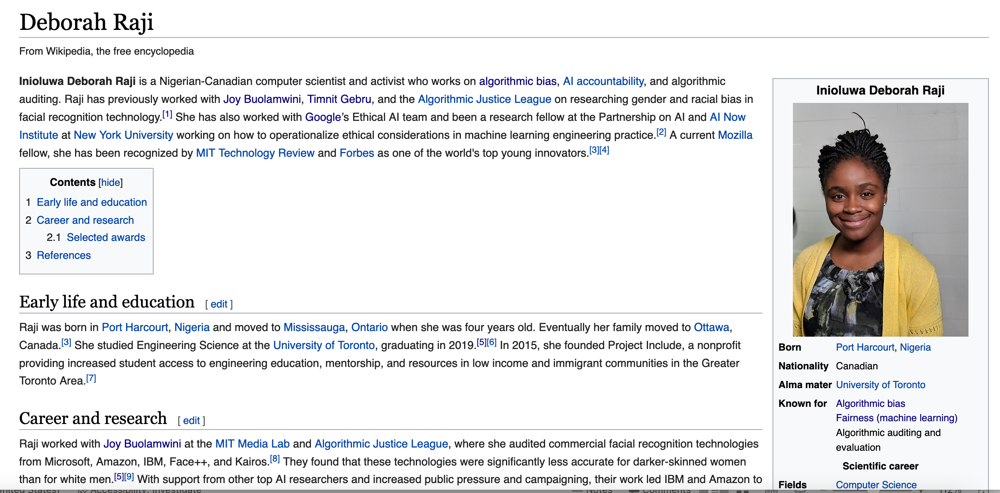 Deborah Raji
From Wikipedia, the free encyclopedia
Inioluwa Deborah Raji is a Nigerian-Canadian computer scientist and activist who works on algorithmic bias, AI accountability, and algorithmic
auditing. Raji has previously worked with Joy Buolamwini, Timnit Gebru, and the Algorithmic Justice League on researching gender and racial bias in
facial recognition technology.[1] She has also worked with Google’s Ethical AI team and been a research fellow at the Partnership on AI and AI Now
Institute at New York University working on how to operationalize ethical considerations in machine learning engineering practice.[2] A current Mozilla
fellow, she has been recognized by MIT Technology Review and Forbes as one of the world's top young innovators.[3][4]
Contents [hide]
1 Early life and education
2 Career and research
2.1 Selected awards
3 References
Early life and education [ edit ]
Raji was born in Port Harcourt, Nigeria and moved to Mississauga, Ontario when she was four years old. Eventually her family moved to Ottawa,
Canada.[3] She studied Engineering Science at the University of Toronto, graduating in 2019.[5][6] In 2015, she founded Project Include, a nonprofit
providing increased student access to engineering education, mentorship, and resources in low income and immigrant communities in the Greater
Toronto Area.[7]
Career and research [ edit ]
Raji worked with Joy Buolamwini at the MIT Media Lab and Algorithmic Justice League, where she audited commercial facial recognition technologies
from Microsoft, Amazon, IBM, Face++, and Kairos.[8] They found that these technologies were significantly less accurate for darker-skinned women
than for white men.[5][9] With support from other top AI researchers and increased public pressure and campaigning, their work led IBM and Amazon to
Inioluwa Deborah Raji
Born Port Harcourt, Nigeria
Nationality Canadian
Alma mater University of Toronto
Known for Algorithmic bias
Fairness (machine learning)
Algorithmic auditing and
evaluation
Scientific career
Fields Computer Science
States) Accessibility: Investigate Notes Comments